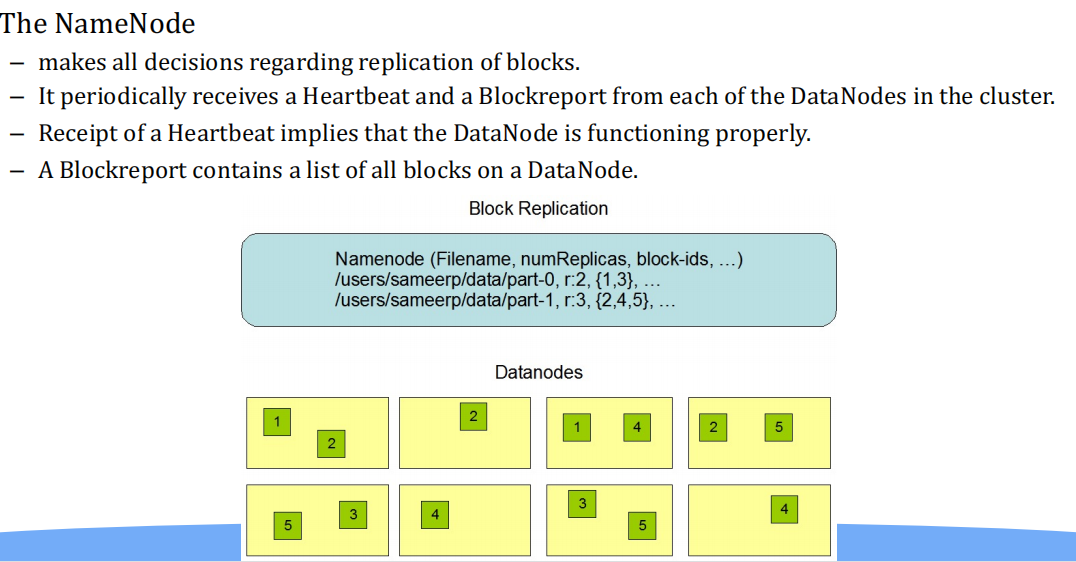 The NameNode
– makes all decisions regarding replication of blocks.
– It periodically receives a Heartbeat and a Blockreport from each of the DataNodes in the cluster.
– Receipt of a Heartbeat implies that the DataNode is functioning properly.
– A Blockreport contains a list of all blocks on a DataNode.
Block Replication
Namenode (Filename, numReplicas, block-ids, …)
/users/sameerp/data/part-0, r:2, {1,3}, …
/users/sameerp/data/part-1, r:3, {2,4,5}, …
Datanodes
1 2
2
1 4
2 5
5 3
4
3 5
4